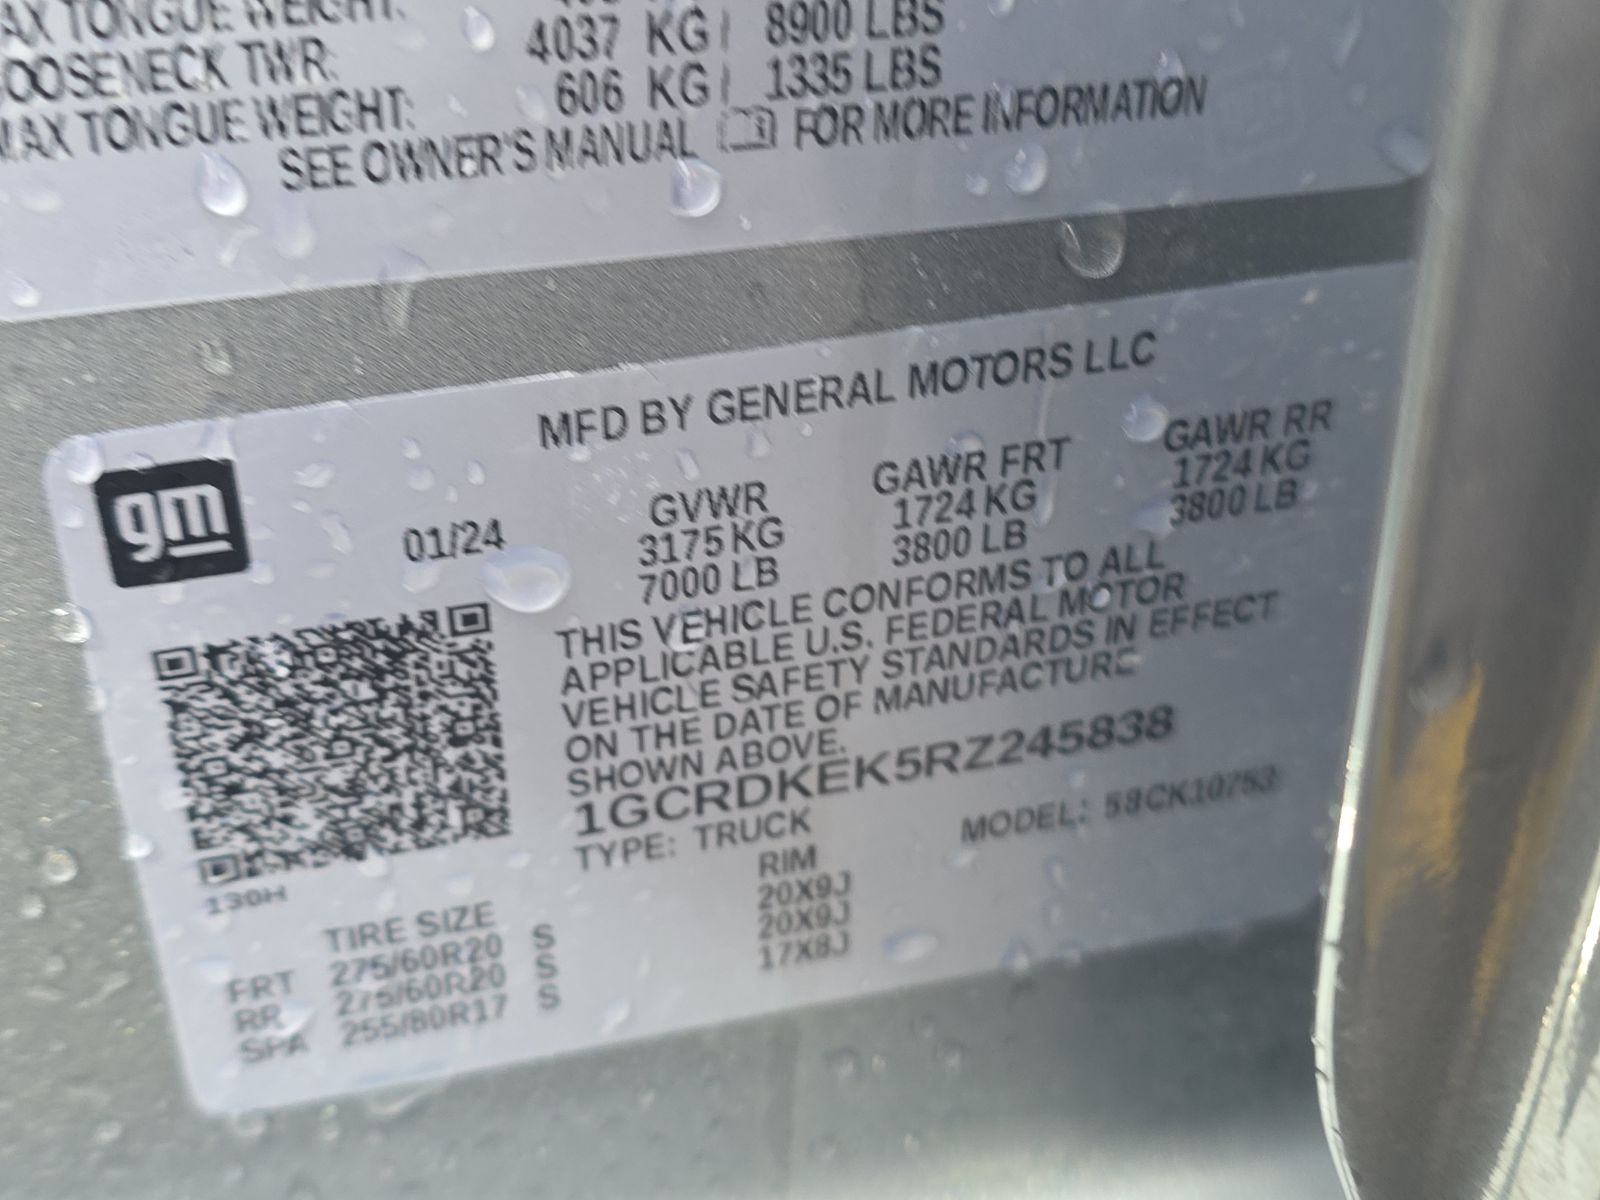 MAX TONGUE WEIGHT:
GOOSENECK TWR: 4037 KG / 8900 LBS
MAX TONGUE WEIGHT: 606 KG / 1335 LBS
SEE OWNER'S MANUAL FOR MORE INFORMATION
MFD BY GENERAL MOTORS LLC
gm
01/24
GVWR GAWR FRT GAWR RR
3175 KG 1724 KG 1724 KG
7000 LB 3800 LB 3800 LB
THIS VEHICLE CONFORMS TO ALL
APPLICABLE U.S. FEDERAL MOTOR
VEHICLE SAFETY STANDARDS IN EFFECT
ON THE DATE OF MANUFACTURE
SHOWN ABOVE.
1GCRDKEK5RZ245838
TYPE: TRUCK MODEL: 58CK10753
130H
TIRE SIZE RIM
FRT 275/60R20 S 20X9J
RR 275/60R20 S 20X9J
SPA 255/80R17 S 17X8J